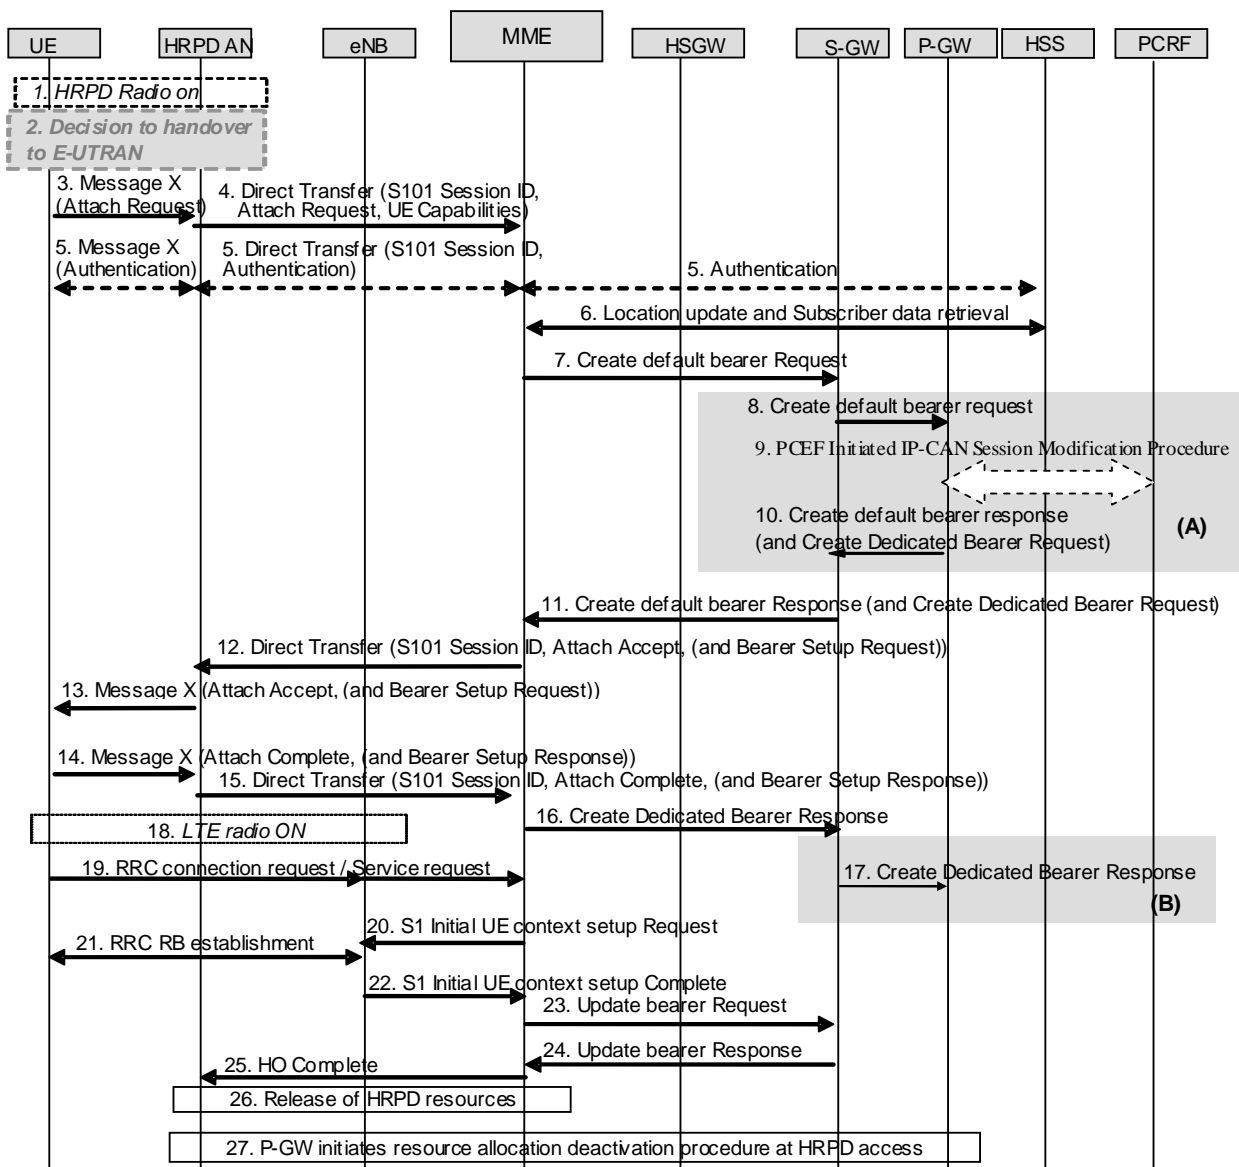 UE
HRPD AN
eNB
MME
HSGW
S-GW
P-GW
HSS
PCRF
1. HRPD Radio on
2. Decision to handover
to E-UTRAN
3. Message X
(Attach Request)
4. Direct Transfer (S101 Session ID,
Attach Request, UE Capabilities)
5. Message X
(Authentication)
5. Direct Transfer (S101 Session ID,
Authentication)
5. Authentication
6. Location update and Subscriber data retrieval
7. Create default bearer Request
8. Create default bearer request
9. PCEF Initiated IP-CAN Session Modification Procedure
10. Create default bearer response
(and Create Dedicated Bearer Request)
(A)
11. Create default bearer Response (and Create Dedicated Bearer Request)
12. Direct Transfer (S101 Session ID, Attach Accept, (and Bearer Setup Request))
13. Message X (Attach Accept, (and Bearer Setup Request))
14. Message X (Attach Complete, (and Bearer Setup Response))
15. Direct Transfer (S101 Session ID, Attach Complete, (and Bearer Setup Response))
16. Create Dedicated Bearer Response
18. LTE radio ON
19. RRC connection request / Service request
17. Create Dedicated Bearer Response
(B)
20. S1 Initial UE context setup Request
21. RRC RB establishment
22. S1 Initial UE context setup Complete
23. Update bearer Request
24. Update bearer Response
25. HO Complete
26. Release of HRPD resources
27. P-GW initiates resource allocation deactivation procedure at HRPD access